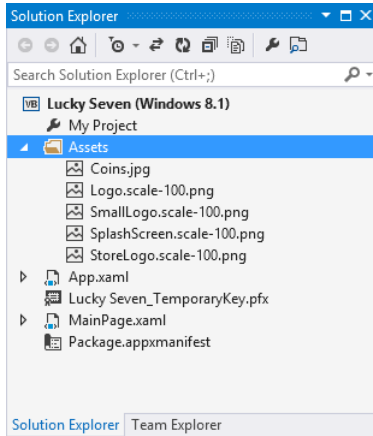 Solution Explorer
Search Solution Explorer (Ctrl+;)
VB Lucky Seven (Windows 8.1)
My Project
Assets
Coins.jpg
Logo.scale-100.png
SmallLogo.scale-100.png
SplashScreen.scale-100.png
StoreLogo.scale-100.png
App.xaml
Lucky Seven_TemporaryKey.pfx
MainPage.xaml
Package.appxmanifest
Solution Explorer Team Explorer